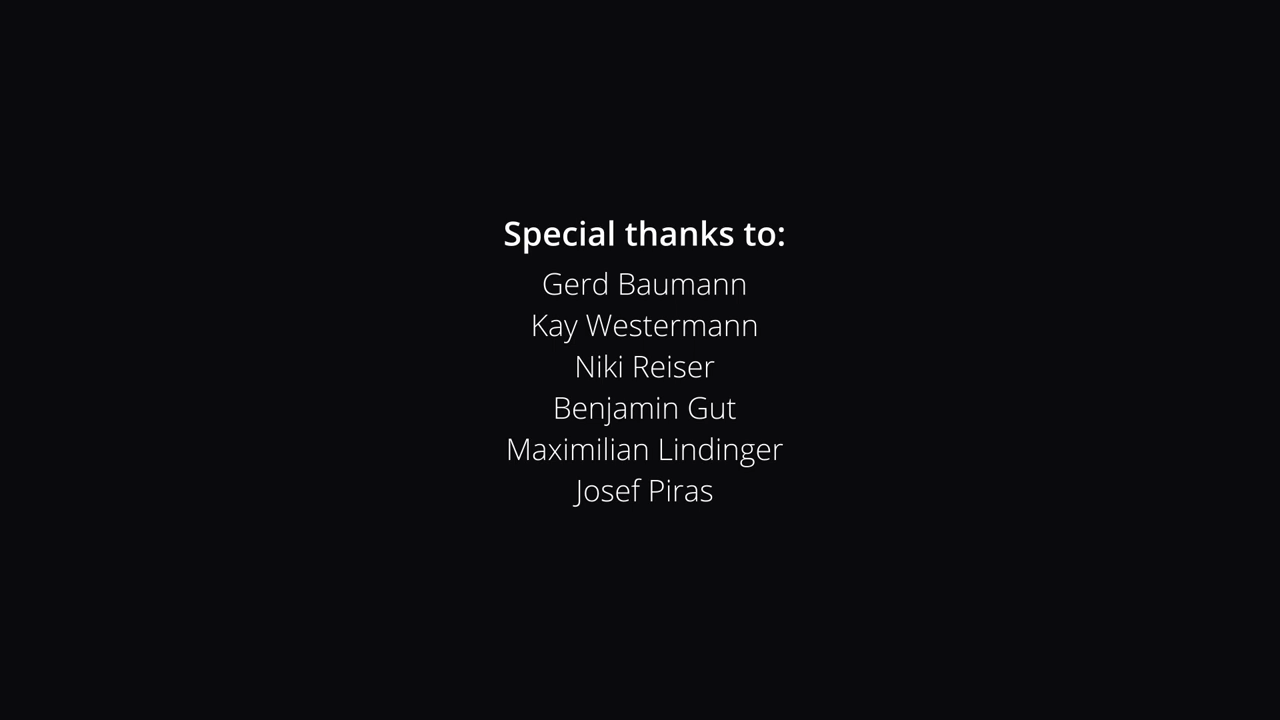 Special thanks to:
Gerd Baumann
Kay Westermann
Niki Reiser
Benjamin Gut
Maximilian Lindinger
Josef Piras